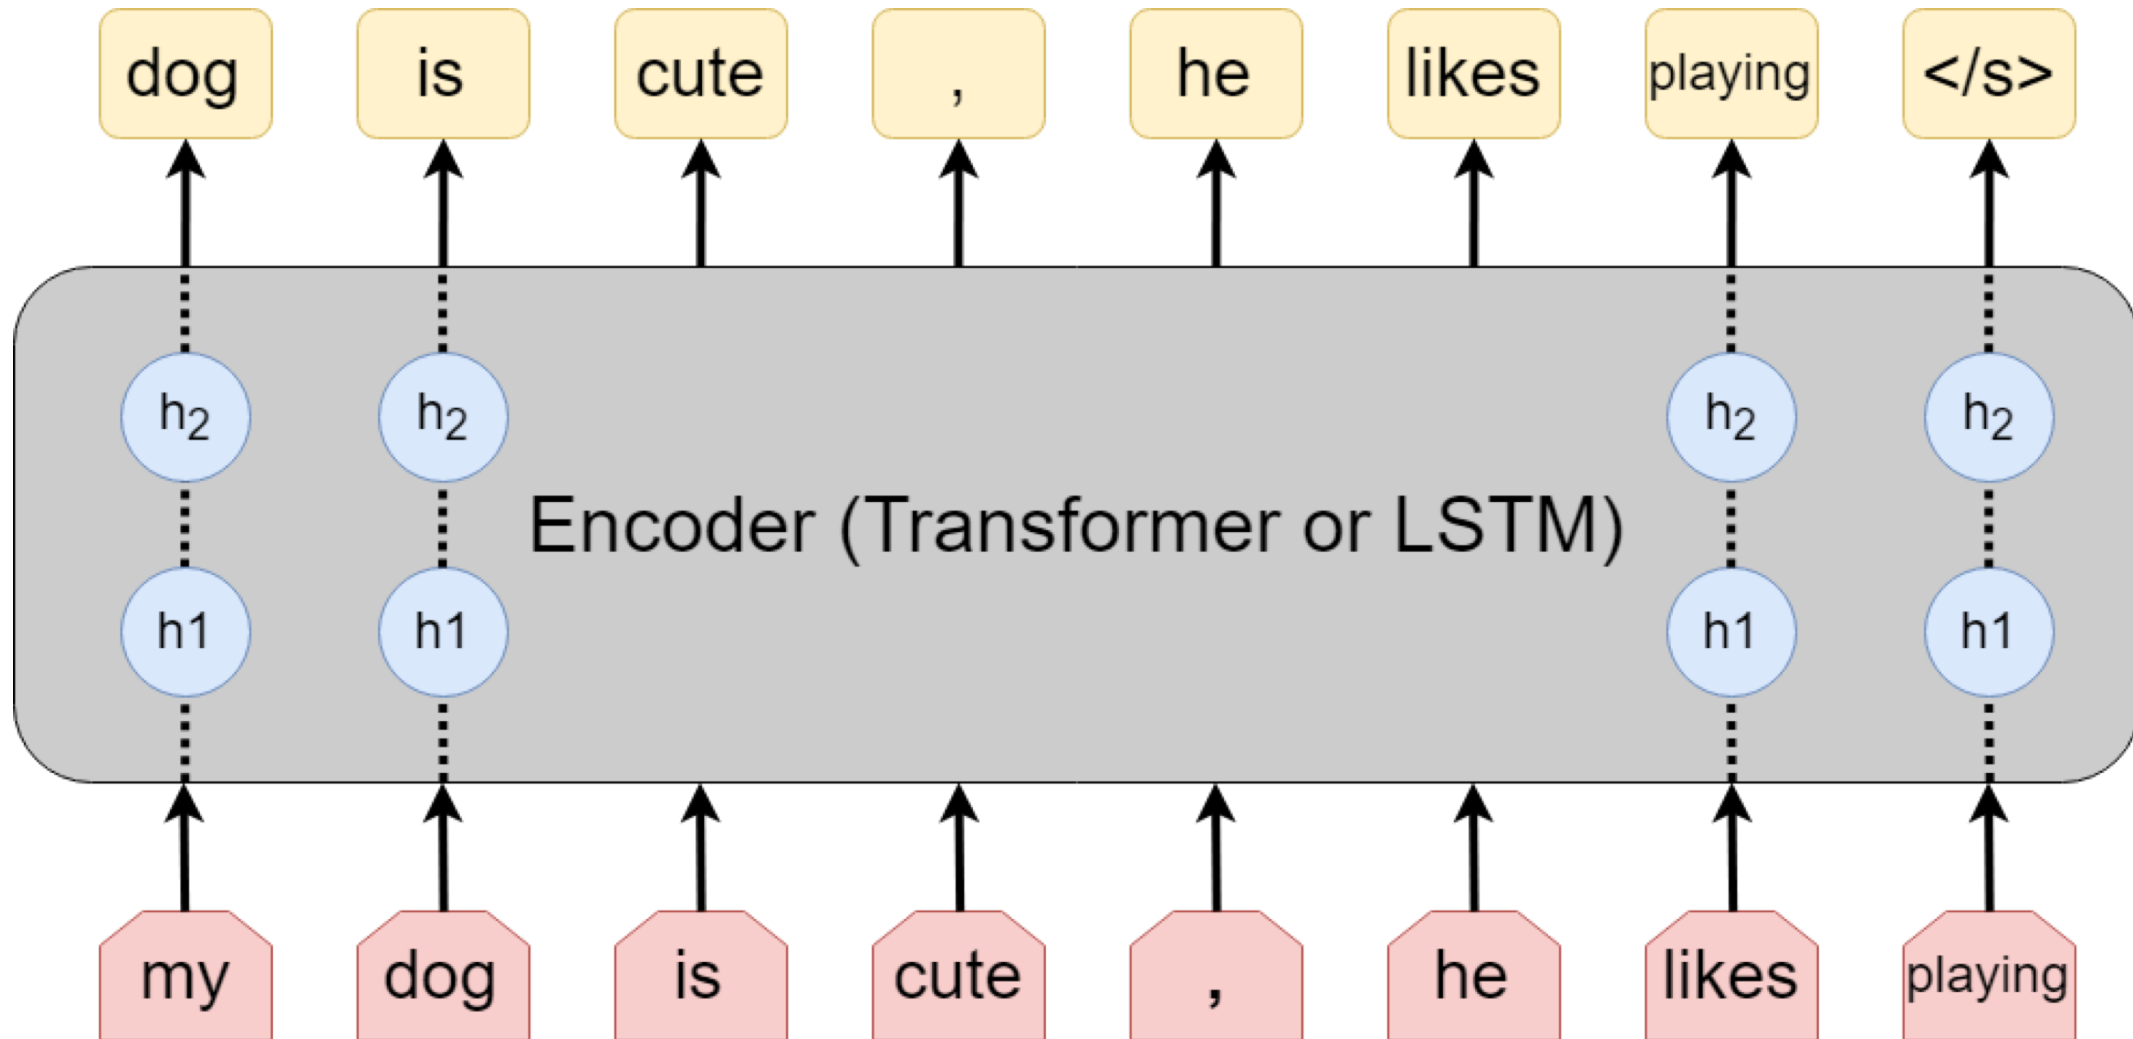 dog is cute , he likes playing </s>
h2 h2 h2 h2
Encoder (Transformer or LSTM)
h1 h1 h1 h1
my dog is cute , he likes playing